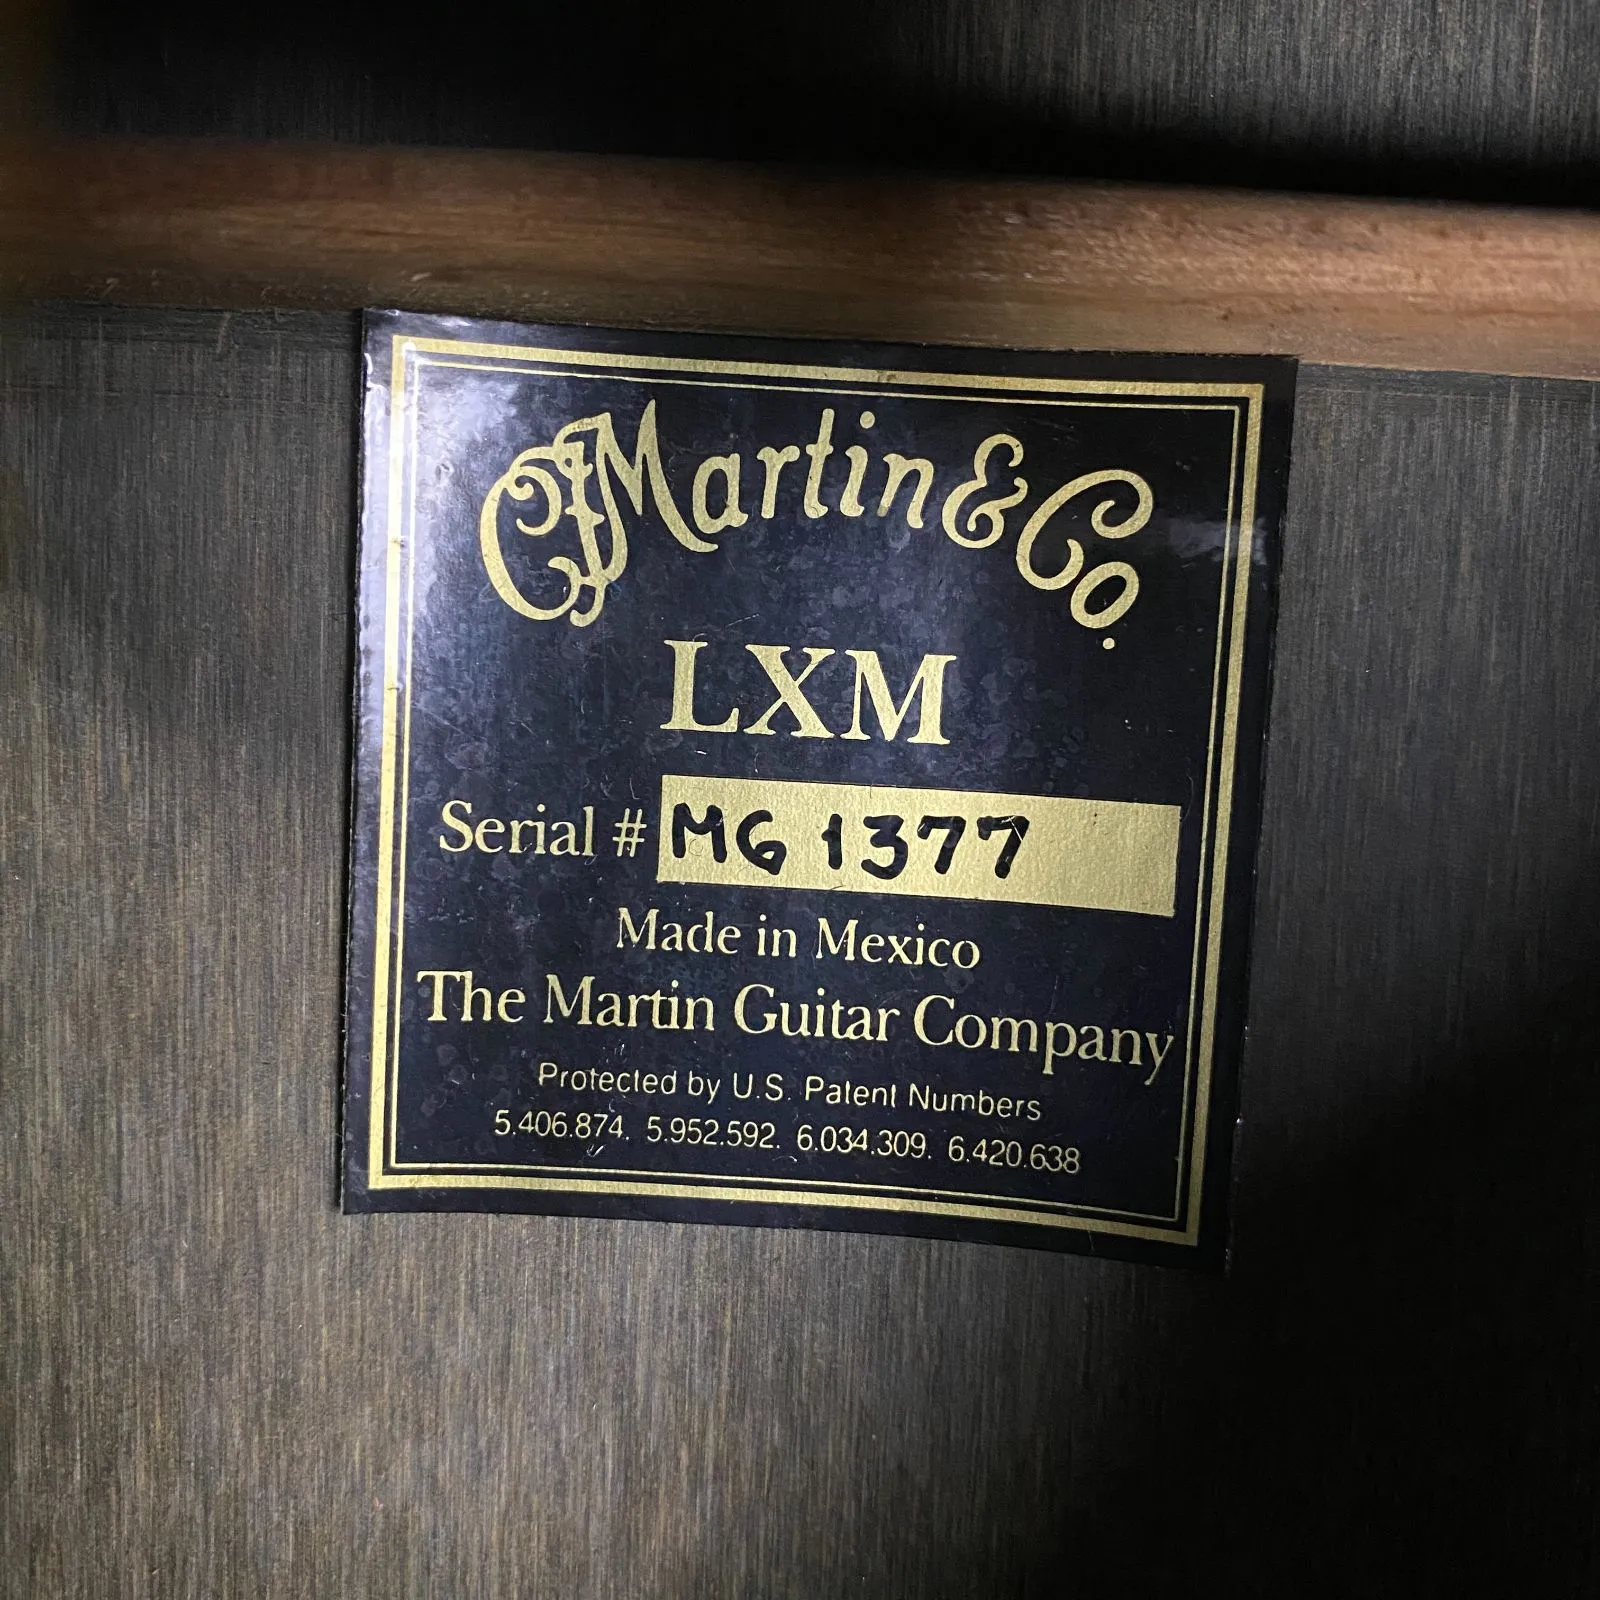 CFMartin & Co.
LXM
Serial # MG 1377
Made in Mexico
The Martin Guitar Company
Protected by U.S. Patent Numbers
5.406.874. 5.952.592. 6.034.309. 6.420.638